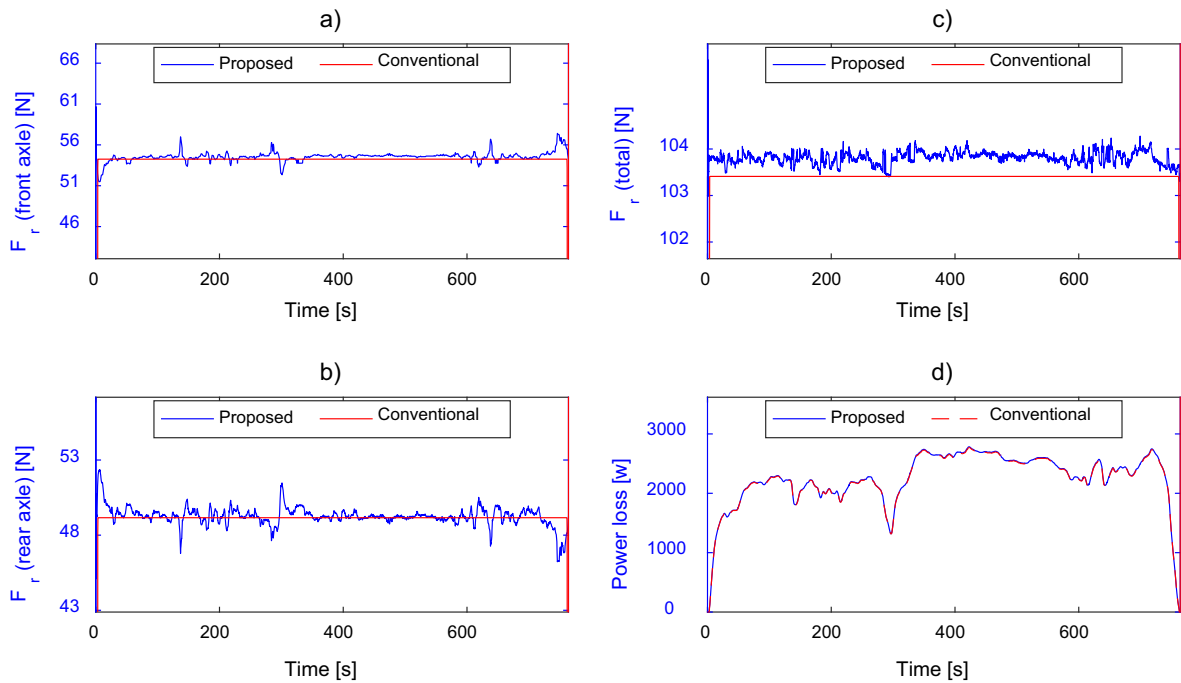 a)
Proposed
Conventional
66
61
56
51
46
F r (front axle) [N]
0
200
400
600
Time [s]
c)
Proposed
Conventional
104
103
102
F r (total) [N]
0
200
400
600
Time [s]
b)
Proposed
Conventional
53
48
43
F r (rear axle) [N]
0
200
400
600
Time [s]
d)
Proposed
Conventional
3000
2000
1000
0
Power loss [w]
0
200
400
600
Time [s]